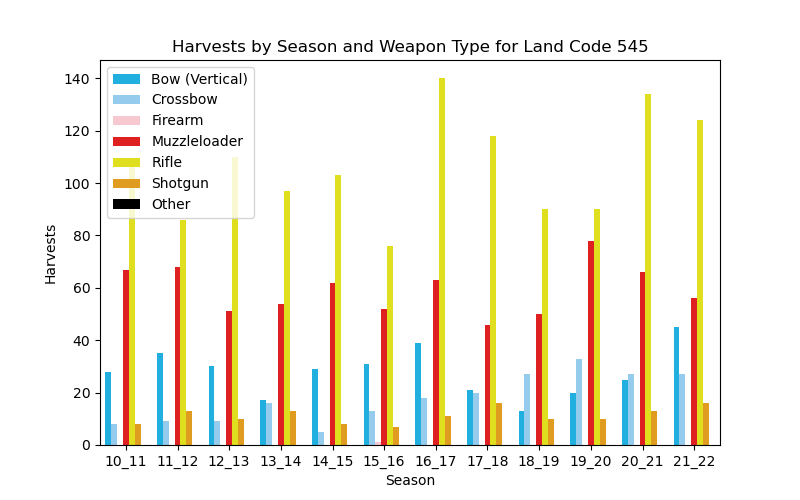 Harvests by Season and Weapon Type for Land Code 545
Bow (Vertical)
Crossbow
Firearm
Muzzleloader
Rifle
Shotgun
Other
140
120
100
80
60
40
20
0
Harvests
10_11 11_12 12_13 13_14 14_15 15_16 16_17 17_18 18_19 19_20 20_21 21_22
Season